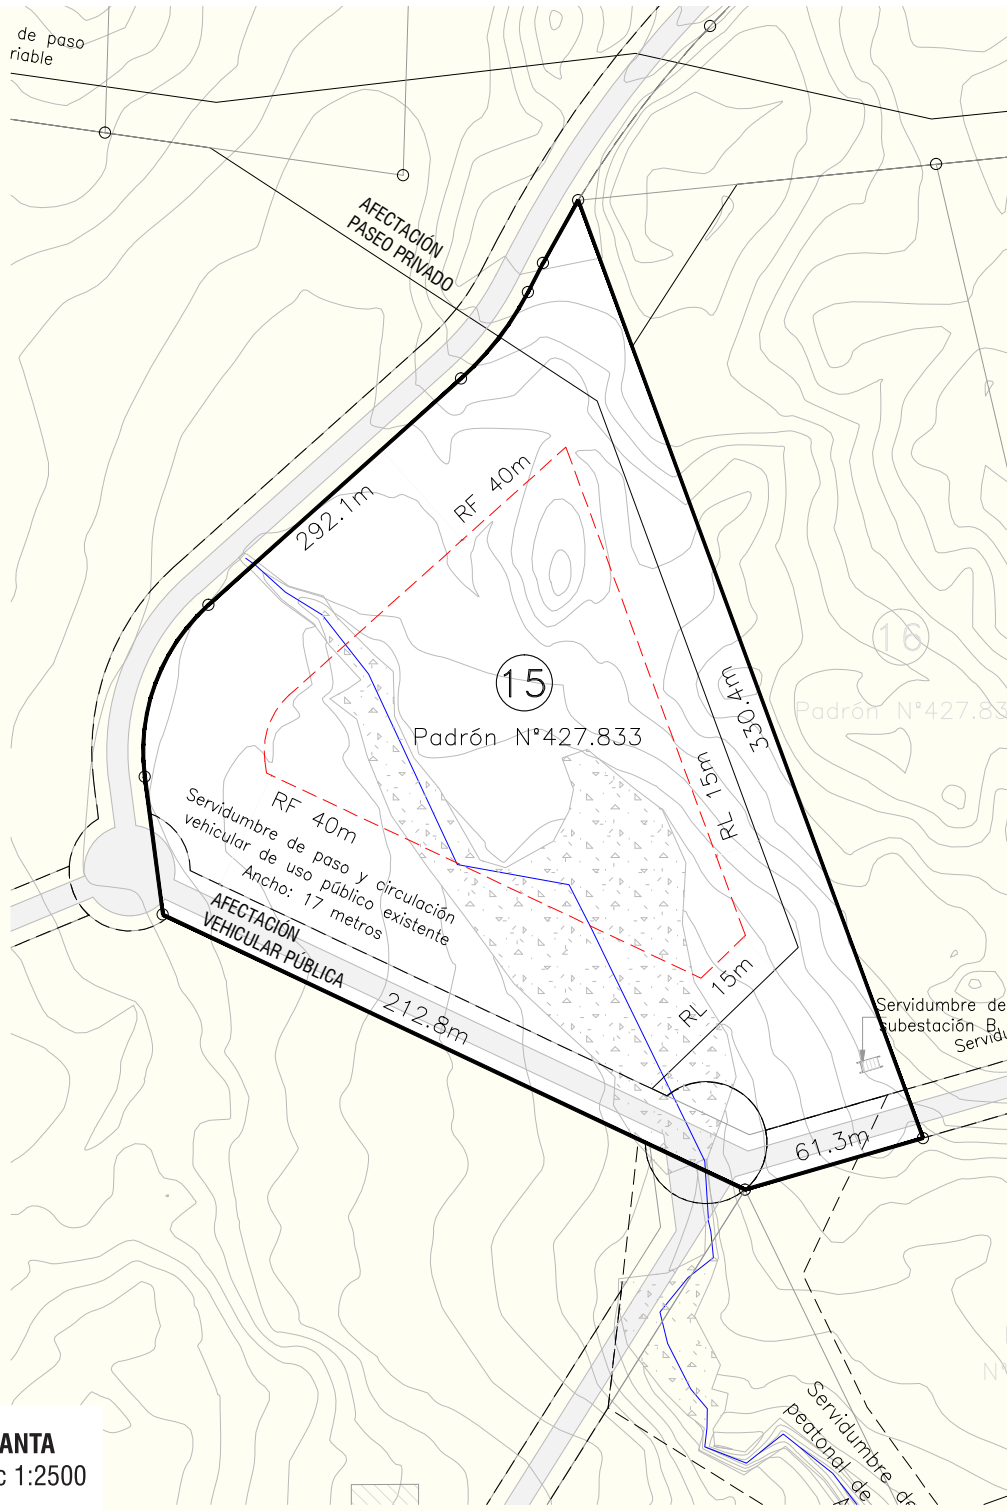 de paso
riable
AFECTACIÓN
PASEO PRIVADO
RF 40m
292.1m
15
Padrón N°427.833
16
Padrón N°427.83
330.4m
RL 15m
RF 40m
Servidumbre de paso y circulación
vehicular de uso público existente
Ancho: 17 metros
AFECTACIÓN
VEHICULAR PÚBLICA
212.8m
RL 15m
Servidumbre de
subestación B.
Servidu
61.3m
N°
Servidumbre de
peatonal de
ANTA
c 1:2500